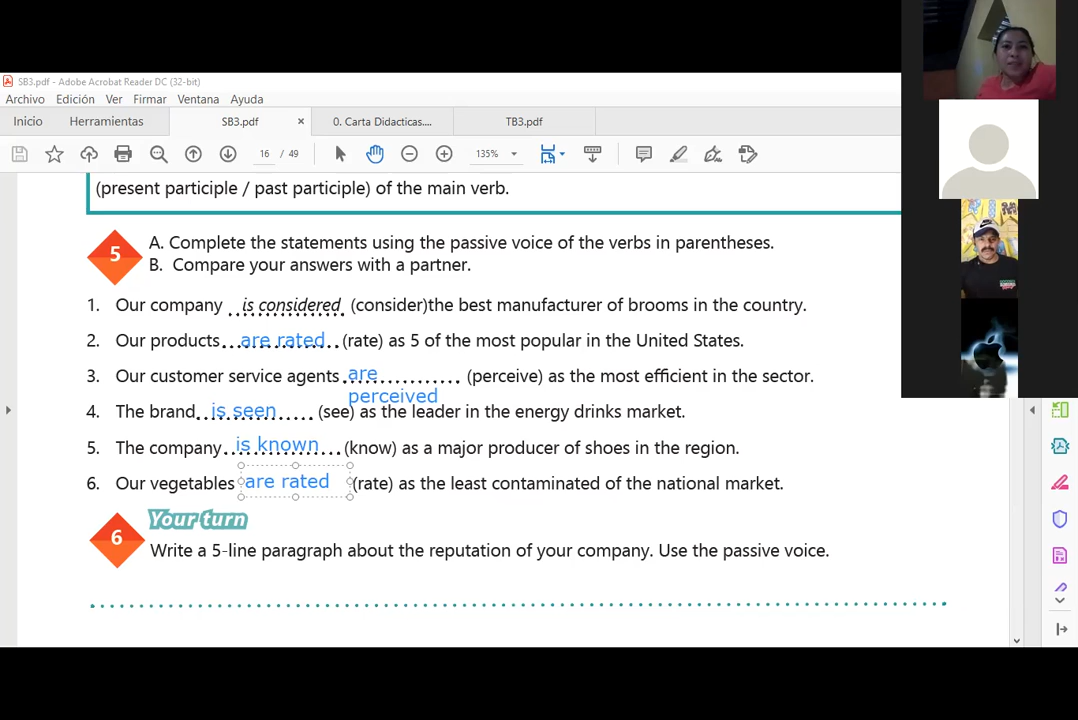 SB3.pdf - Adobe Acrobat Reader DC (32-bit)
Archivo Edición Ver Firmar Ventana Ayuda
Inicio Herramientas SB3.pdf × 0. Carta Didacticas.... TB3.pdf
16 / 49 135%
(present participle / past participle) of the main verb.
5 A. Complete the statements using the passive voice of the verbs in parentheses.
B. Compare your answers with a partner.
1. Our company ..is considered. (consider)the best manufacturer of brooms in the country.
2. Our products...are rated...(rate) as 5 of the most popular in the United States.
3. Our customer service agents.are perceived............ (perceive) as the most efficient in the sector.
4. The brand..is seen...... (see) as the leader in the energy drinks market.
5. The company..is known...(know) as a major producer of shoes in the region.
6. Our vegetables are rated (rate) as the least contaminated of the national market.
Your turn
6 Write a 5-line paragraph about the reputation of your company. Use the passive voice.